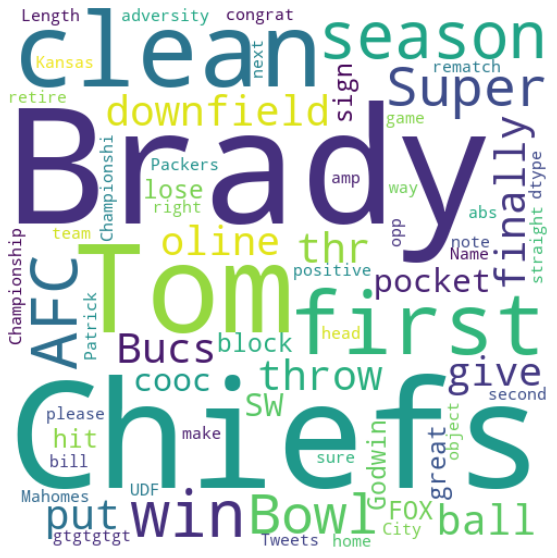 Length adversity congrat
clean season
Kansas next Super rematch
retire downfield sign game
Brady
Packers amp way finally dtype
Championshi lose right abs straight
AFC team Tom oline thr opp note Name
Championship Patrick positive pocket
head first
Bucs block give
Chiefs cooc throw second
please SW Godwin great object
hit make sure
bill
Mahomes UDF FOX
put win Bowl City ball
gtgtgtgt Tweets home